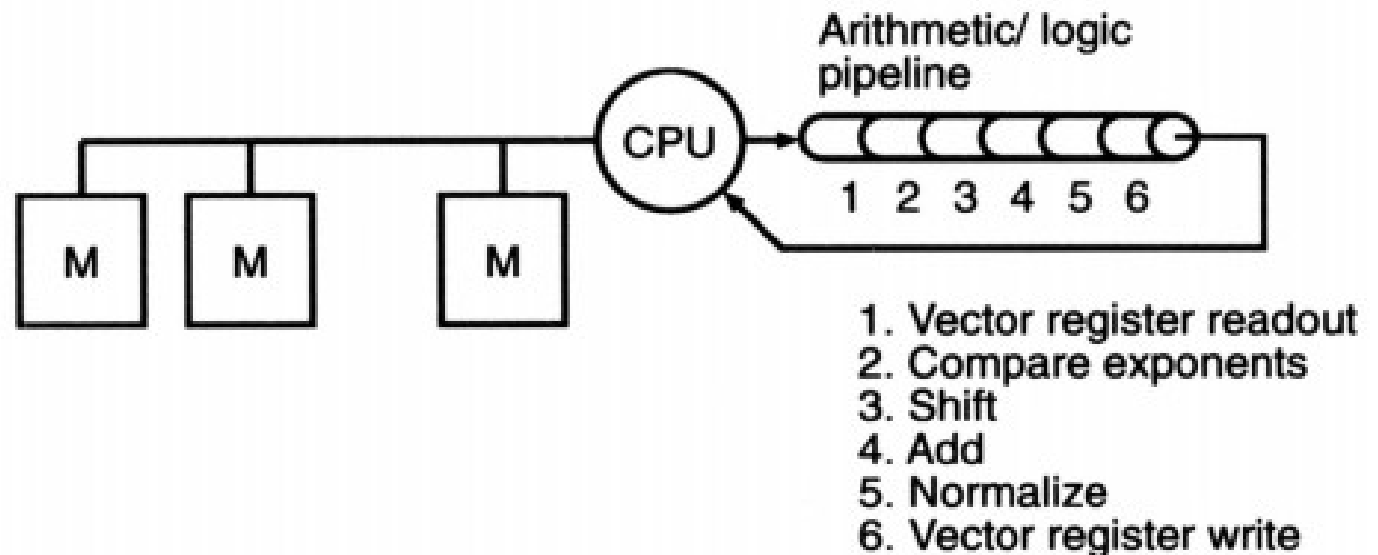 Arithmetic/ logic
pipeline
CPU
1 2 3 4 5 6
M M M
1. Vector register readout
2. Compare exponents
3. Shift
4. Add
5. Normalize
6. Vector register write